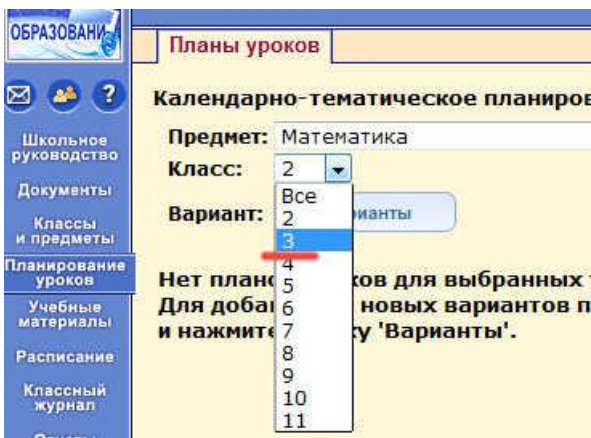 ОБРАЗОВАНИ
?
Школьное
руководство
Документы
Классы
и предметы
Планирование
уроков
Учебные
материалы
Расписание
Классный
журнал
Планы уроков
Календарно-тематическое планиров
Предмет: Математика
Класс: 2
Вариант: рианты
Все
2
3
4
5
6
7
8
9
10
11
Нет план ков для выбранных
Для доба новых вариантов п
и нажмите ку 'Варианты'.